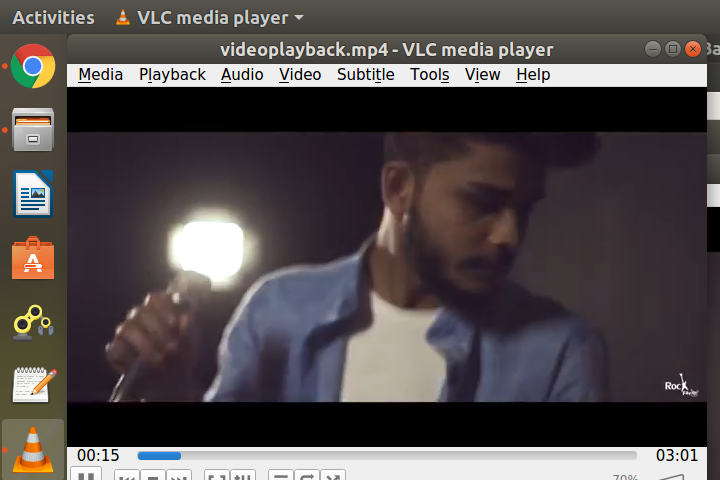 Activities VLC media player
videoplayback.mp4 - VLC media player
Media Playback Audio Video Subtitle Tools View Help
Rock
00:15 03:01
70%